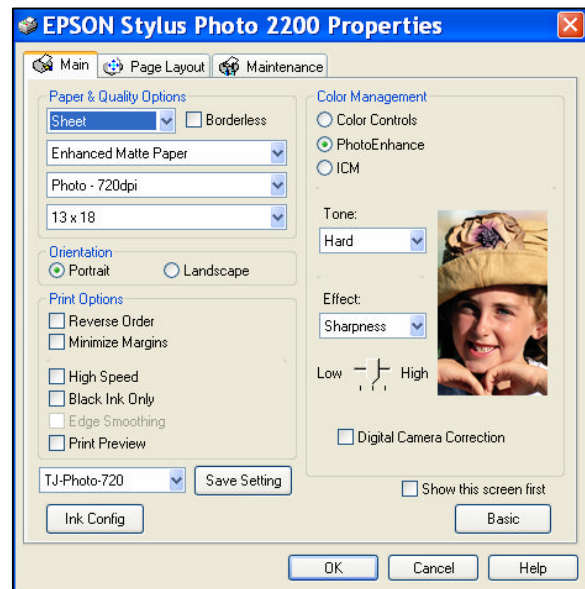 EPSON Stylus Photo 2200 Properties
Main
Page Layout
Maintenance
Paper & Quality Options
Sheet
Borderless
Enhanced Matte Paper
Photo - 720dpi
13 x 18
Orientation
Portrait
Landscape
Print Options
Reverse Order
Minimize Margins
High Speed
Black Ink Only
Edge Smoothing
Print Preview
TJ-Photo-720
Save Setting
Ink Config
Color Management
Color Controls
PhotoEnhance
ICM
Tone:
Hard
Effect:
Sharpness
Low
High
Digital Camera Correction
Show this screen first
Basic
OK
Cancel
Help